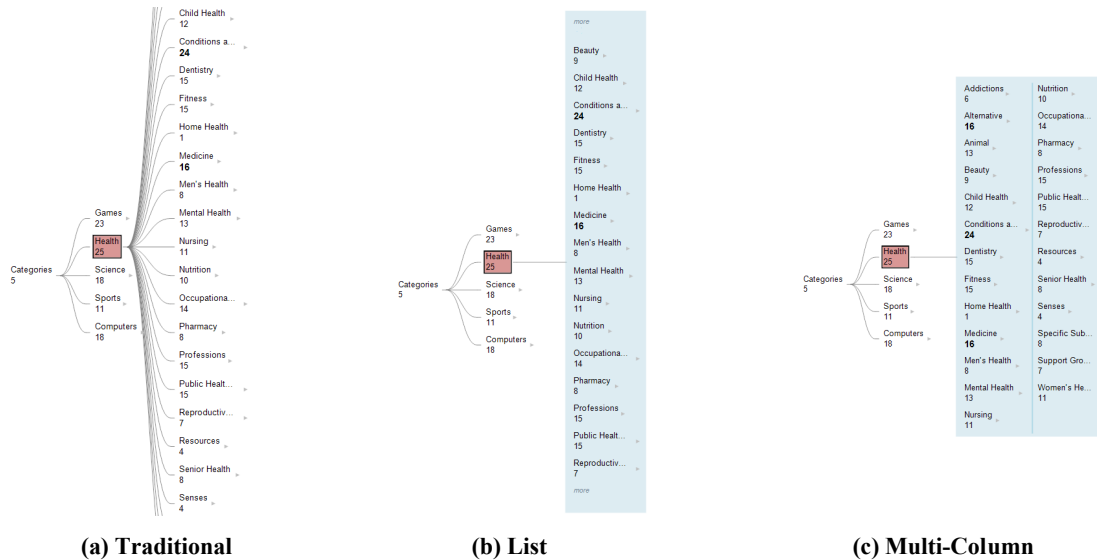 Child Health
12
Conditions a...
24
Dentistry
15
Fitness
15
Home Health
1
Medicine
16
Men's Health
8
Mental Health
13
Games
23
Health
25
Nursing
11
Categories
5
Science
18
Nutrition
10
Sports
11
Occupationa...
14
Computers
18
Pharmacy
8
Professions
15
Public Healt...
15
Reproductiv...
7
Resources
4
Senior Health
8
Senses
4
(a) Traditional
more
Beauty
9
Child Health
12
Conditions a...
24
Dentistry
15
Fitness
15
Home Health
1
Medicine
16
Games
23
Men's Health
8
Health
25
Mental Health
13
Categories
5
Science
18
Nursing
11
Sports
11
Nutrition
10
Computers
18
Occupationa...
14
Pharmacy
8
Professions
15
Public Healt...
15
Reproductiv...
7
more
(b) List
Games
23
Health
25
Categories
5
Science
18
Sports
11
Computers
18
Addictions
6
Alternative
16
Animal
13
Beauty
9
Child Health
12
Conditions a...
24
Dentistry
15
Fitness
15
Home Health
1
Medicine
16
Men's Health
8
Mental Health
13
Nursing
11
Nutrition
10
Occupationa...
14
Pharmacy
8
Professions
15
Public Healt...
15
Reproductiv...
7
Resources
4
Senior Health
8
Senses
4
Specific Sub...
8
Support Gro...
7
Women's He...
11
(c) Multi-Column